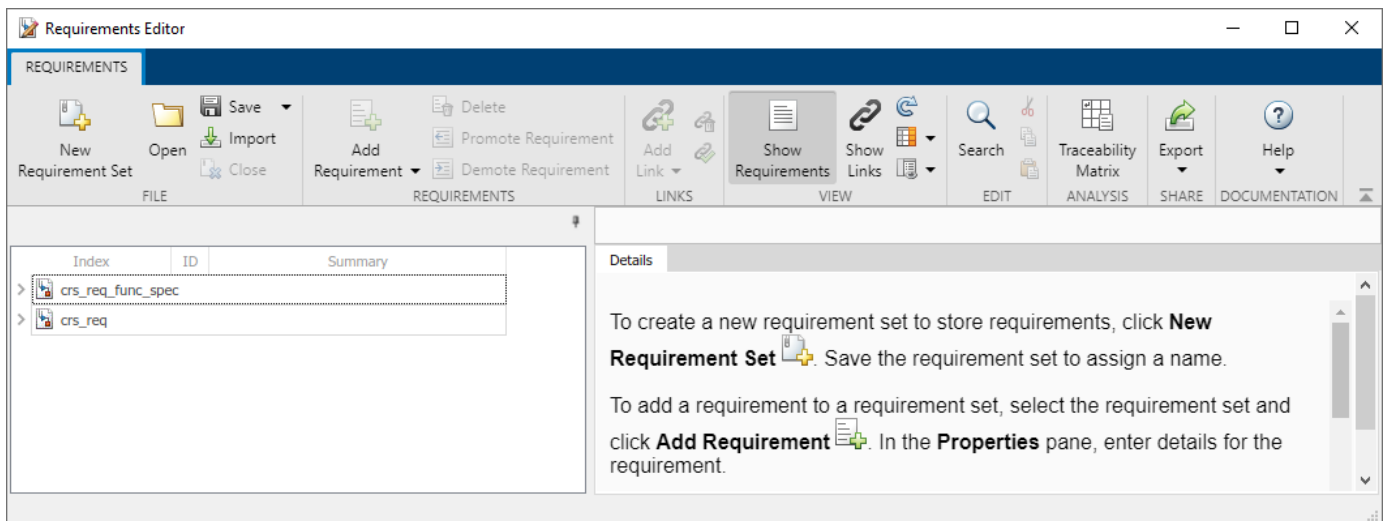 Requirements Editor
REQUIREMENTS
New
Requirement Set
Open
Save
Import
Close
FILE
Add
Requirement
Delete
Promote Requirement
Demote Requirement
REQUIREMENTS
Add
Link
LINKS
Show
Requirements
Show
Links
VIEW
Search
EDIT
Traceability
Matrix
ANALYSIS
Export
SHARE
Help
DOCUMENTATION
Index ID Summary
crs_req_func_spec
crs_req
Details
To create a new requirement set to store requirements, click New
Requirement Set . Save the requirement set to assign a name.
To add a requirement to a requirement set, select the requirement set and
click Add Requirement . In the Properties pane, enter details for the
requirement.